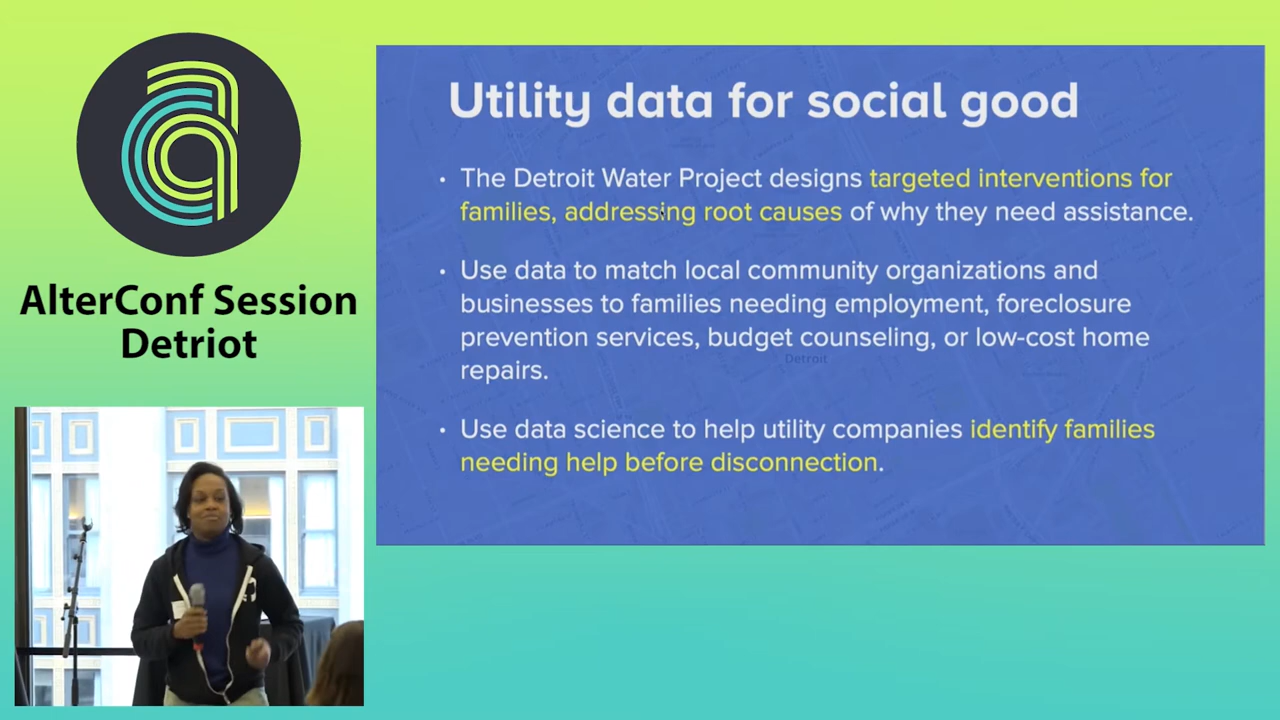 AlterConf Session
Detriot
Utility data for social good
• The Detroit Water Project designs targeted interventions for
families, addressing root causes of why they need assistance.
• Use data to match local community organizations and
businesses to families needing employment, foreclosure
prevention services, budget counseling, or low-cost home
repairs.
Detroit
• Use data science to help utility companies identify families
needing help before disconnection.